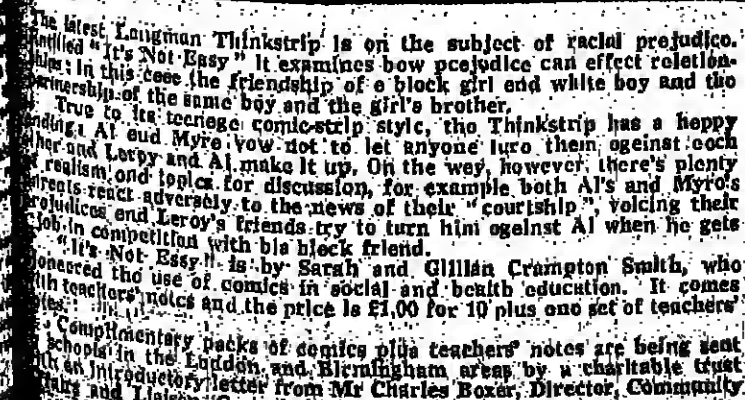 The latest Longman Thinkstrip is on the subject of racial prejudice.
Entitled "It's Not Easy" it examines how prejudice can effect relation-
ships: in this case the friendship of a black girl and white boy and the
partnership of the same boy and the girl's brother.
True to its teenage comic-strip style, the Thinkstrip has a happy
ending: Al and Myra vow not to let anyone turn them against each
other and Leroy and Al make it up. On the way, however, there's plenty
of realism and topics for discussion, for example both Al's and Myra's
parents react adversely to the news of their "courtship", voicing their
prejudices and Leroy's friends try to turn him against Al when he gets
job in competition with his black friend.
"It's Not Easy" is by Sarah and Gillian Crampton Smith, who
pioneered the use of comics in social and health education. It comes
with teachers' notes and the price is £1.00 for 10 plus one set of teachers'
notes.
Complimentary packs of comics plus teachers' notes are being sent
schools in the London and Birmingham areas by a charitable trust
with an introductory letter from Mr Charles Boxer, Director, Community
and Liaison